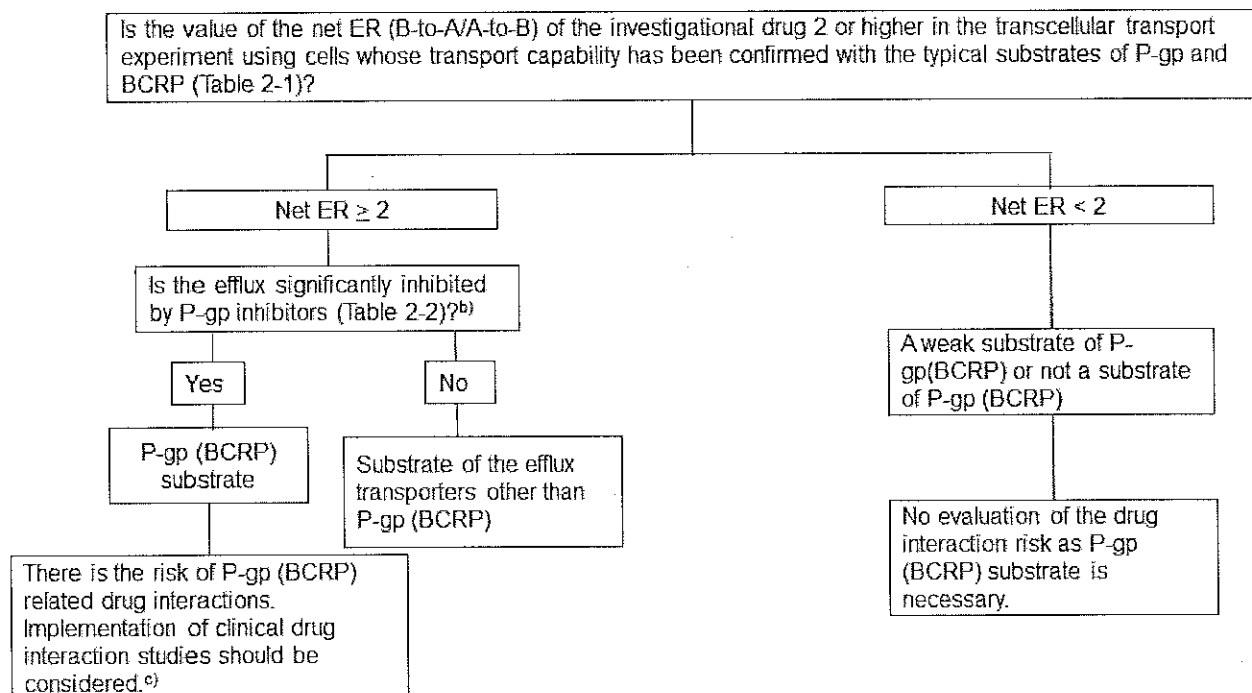 Is the value of the net ER (B-to-A/A-to-B) of the investigational drug 2 or higher in the transcellular transport
experiment using cells whose transport capability has been confirmed with the typical substrates of P-gp and
BCRP (Table 2-1)?
Net ER ≥ 2
Net ER < 2
Is the efflux significantly inhibited
by P-gp inhibitors (Table 2-2)?b)
Yes
No
A weak substrate of P-
gp(BCRP) or not a substrate
of P-gp (BCRP)
P-gp (BCRP)
substrate
Substrate of the efflux
transporters other than
P-gp (BCRP)
No evaluation of the drug
interaction risk as P-gp
(BCRP) substrate is
necessary.
There is the risk of P-gp (BCRP)
related drug interactions.
Implementation of clinical drug
interaction studies should be
considered.c)